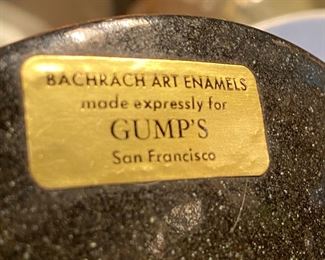 BACHRACH ART ENAMELS
made expressly for
GUMP'S
San Francisco